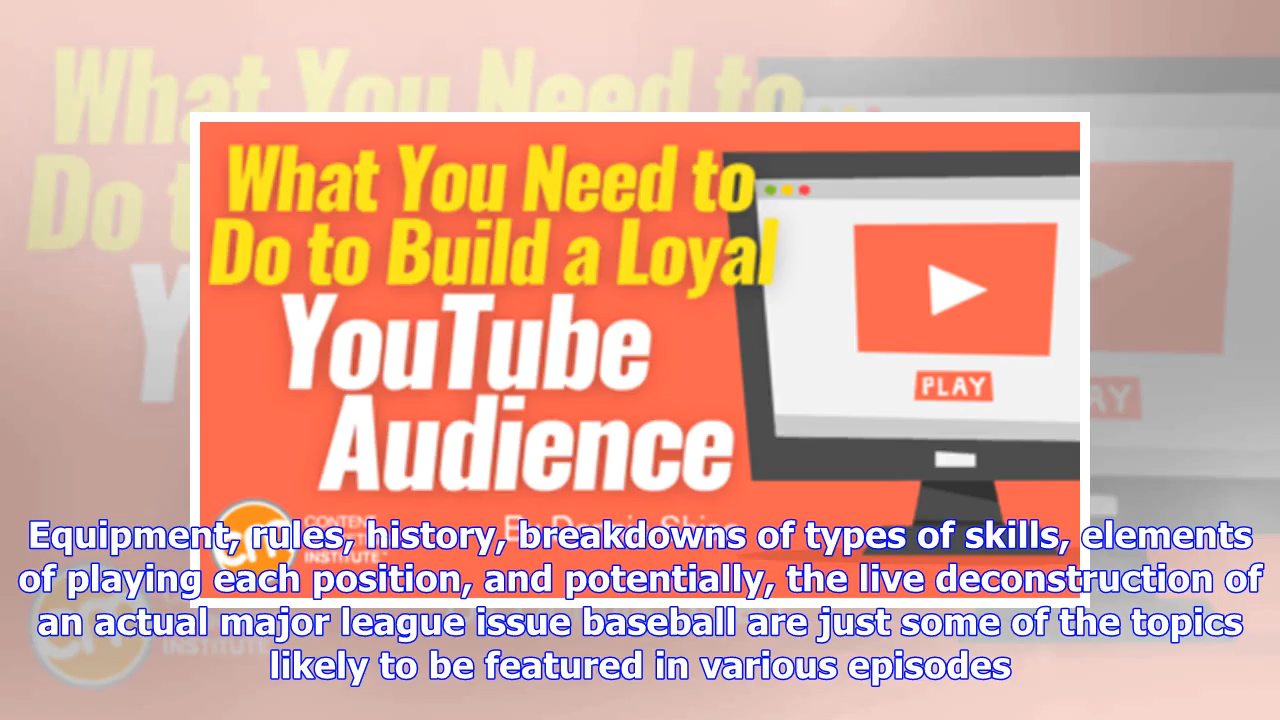 What You Need to
Do to Build a Loyal
YouTube
Audience
PLAY
CONTENT
INSTITUTE
Equipment, rules, history, breakdowns of types of skills, elements
of playing each position, and potentially, the live deconstruction of
an actual major league issue baseball are just some of the topics
likely to be featured in various episodes